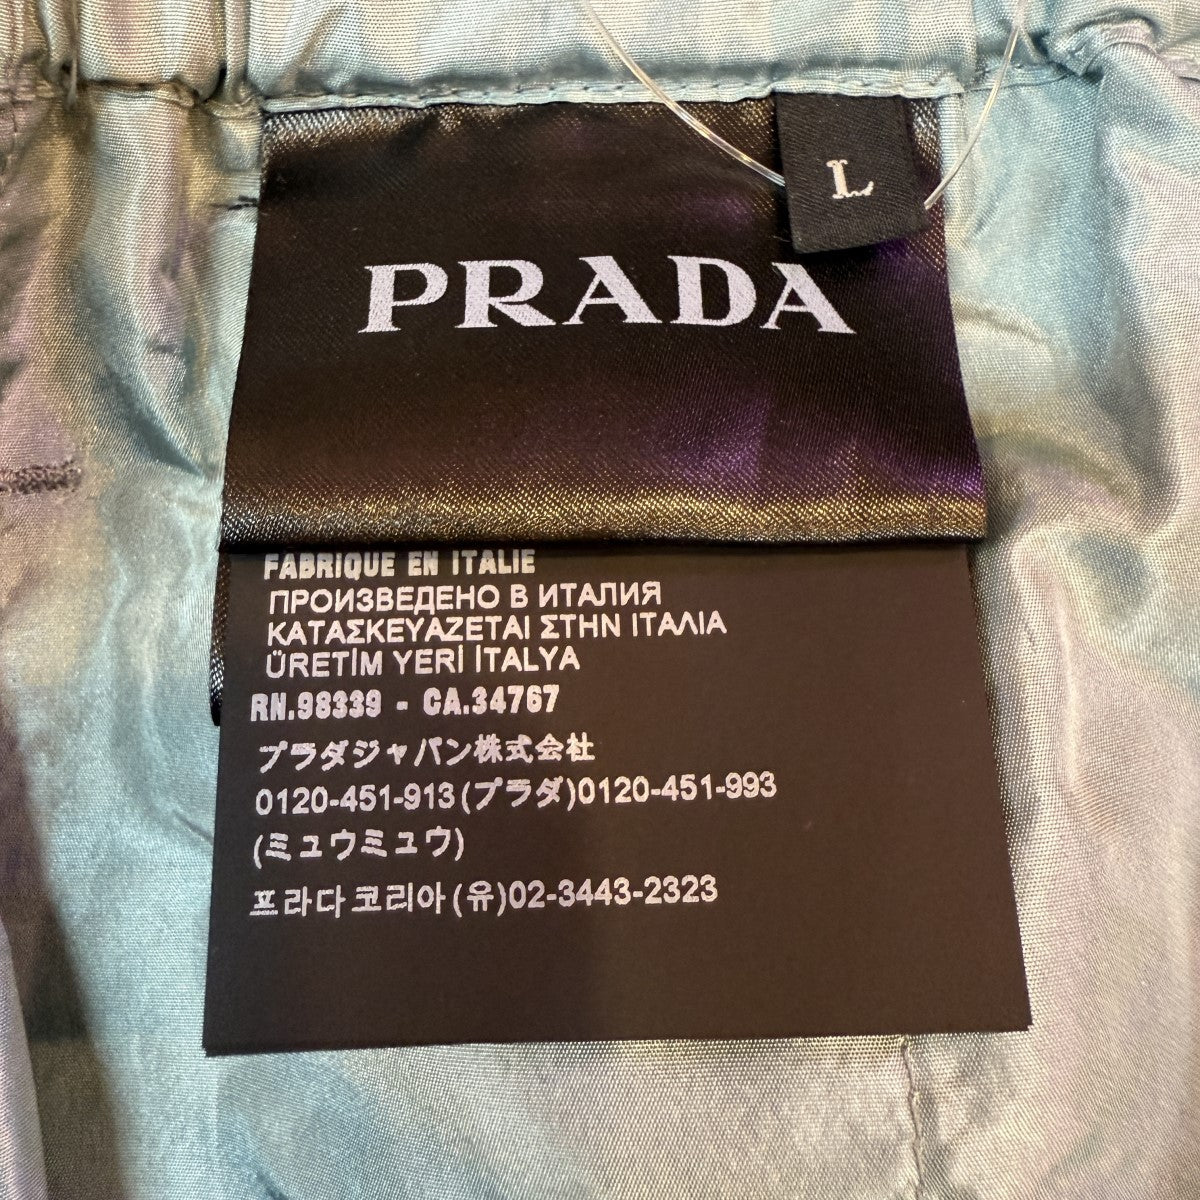 L
PRADA
FABRIQUE EN ITALIE
ПРОИЗВЕДЕНО В ИТАЛИЯ
ΚΑΤΑΣΚΕΥΑΖΕΤΑΙ ΣΤΗΝ ΙΤΑΛΙΑ
ÜRETİM YERİ İTALYA
RN.98339 - CA.34767
プラダジャパン株式会社
0120-451-913(プラダ)0120-451-993
(ミュウミュウ)
프라다코리아(유)02-3443-2323